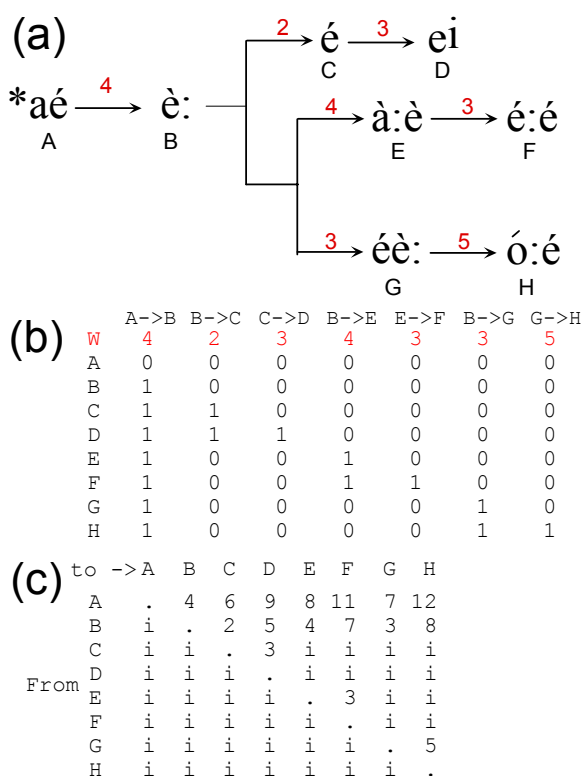 (a)
2 é 3 ei
C D
*aé 4 è:
A B
4 à:è 3 é:é
E F
3 éè: 5 ó:é
G H
(b)
A->B B->C C->D B->E E->F B->G G->H
W 4 2 3 4 3 3 5
A 0 0 0 0 0 0 0
B 1 0 0 0 0 0 0
C 1 1 0 0 0 0 0
D 1 1 1 0 0 0 0
E 1 0 0 1 0 0 0
F 1 0 0 1 1 0 0
G 1 0 0 0 0 1 0
H 1 0 0 0 0 1 1
(c)
to ->A B C D E F G H
A . 4 6 9 8 11 7 12
B i . 2 5 4 7 3 8
C i i . 3 i i i i
D i i i . i i i i
From
E i i i i . 3 i i
F i i i i i . i i
G i i i i i i . 5
H i i i i i i i .